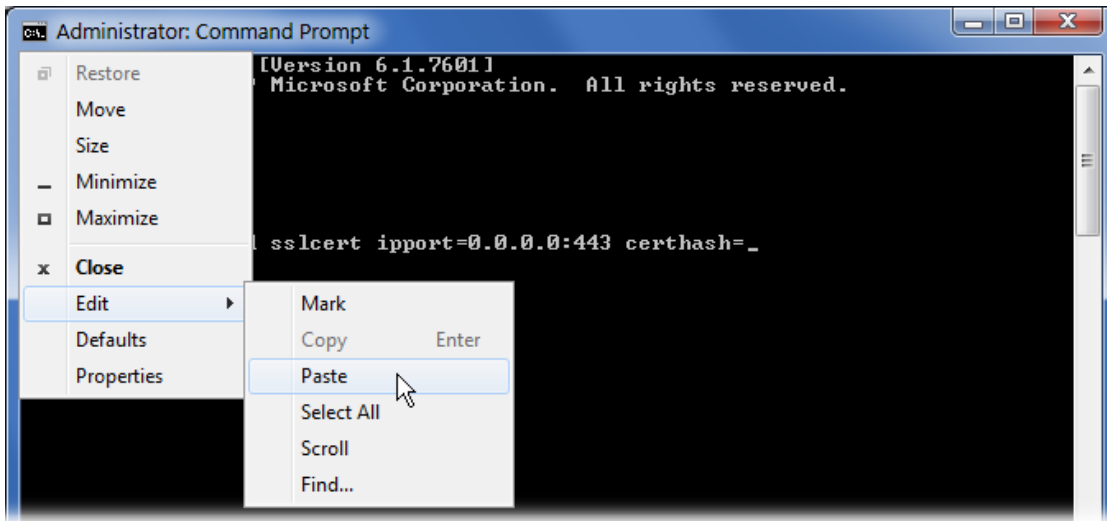 Administrator: Command Prompt
[Version 6.1.7601]
Microsoft Corporation. All rights reserved.
sslcert ipport=0.0.0.0:443 certhash=_
Restore
Move
Size
Minimize
Maximize
Close
Edit
Defaults
Properties
Mark
Copy Enter
Paste
Select All
Scroll
Find...